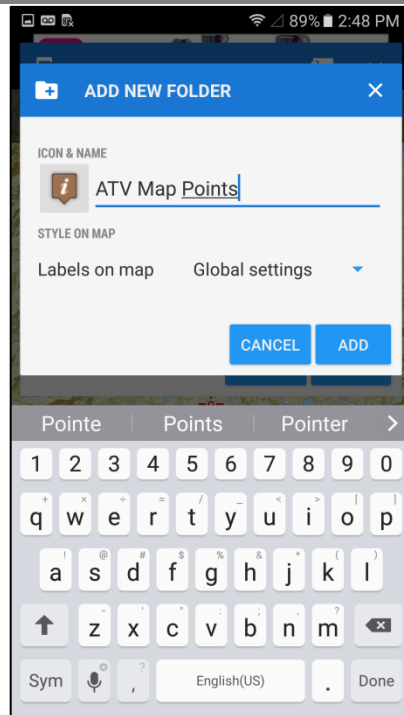 89% 2:48 PM
ADD NEW FOLDER
ICON & NAME
i ATV Map Points
STYLE ON MAP
Labels on map Global settings
CANCEL ADD
Pointe Points Pointer >
1 2 3 4 5 6 7 8 9 0
+ × ÷ = / _ < > [ ]
q w e r t y u i o p
! @ # $ % & * ( )
a s d f g h j k l
- ' " : ; , ?
z x c v b n m
Sym , ? English(US) . Done